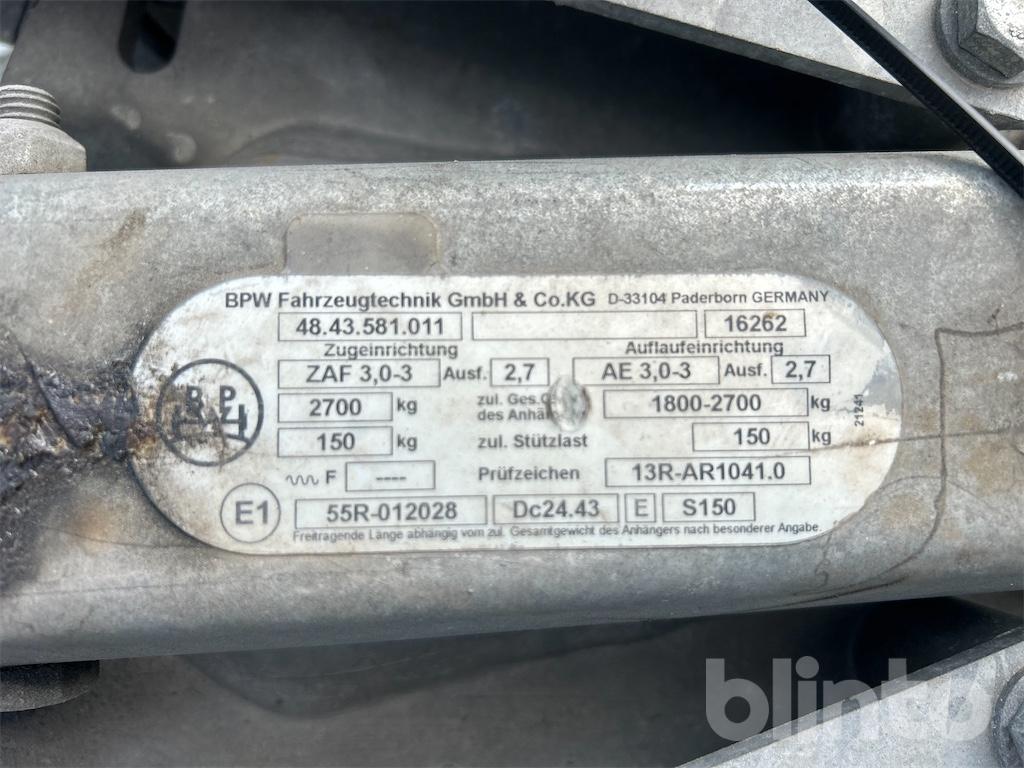 BPW Fahrzeugtechnik GmbH & Co.KG D-33104 Paderborn GERMANY
48.43.581.011 16262
Zugeinrichtung Auflaufeinrichtung
ZAF 3,0-3 Ausf. 2,7 AE 3,0-3 Ausf. 2,7
2700 kg zul. Ges. des Anhä 1800-2700 kg
150 kg zul. Stützlast 150 kg
F ---- Prüfzeichen 13R-AR1041.0
E1 55R-012028 Dc24.43 E S150
Freitragende Länge abhängig vom zul. Gesamtgewicht des Anhängers nach besonderer Angabe.
21241
BPW
blinto